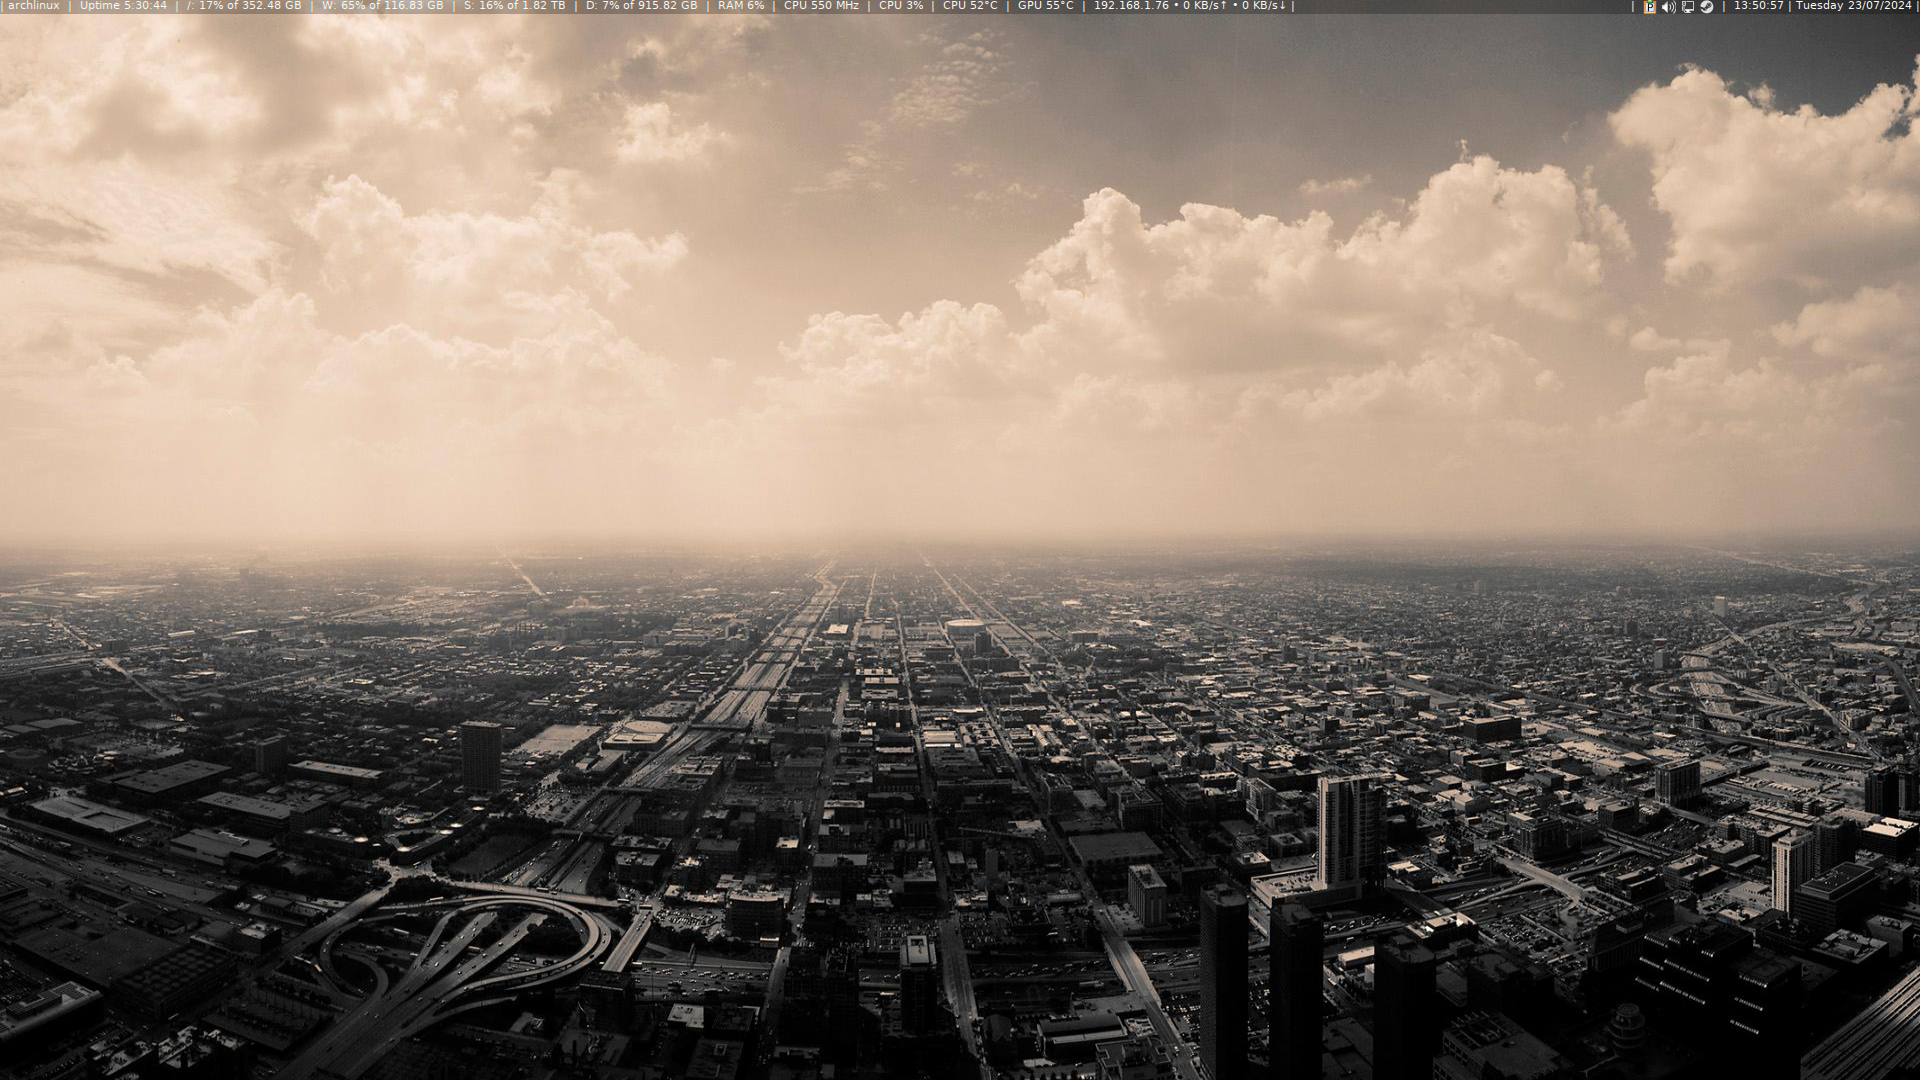 | archlinux | Uptime 5:30:44 | /: 17% of 352.48 GB | W: 65% of 116.83 GB | S: 16% of 1.82 TB | D: 7% of 915.82 GB | RAM 6% | CPU 550 MHz | CPU 3% | CPU 52°C | GPU 55°C | 192.168.1.76 • 0 KB/s↑ • 0 KB/s↓ | | P | 13:50:57 | Tuesday 23/07/2024 |